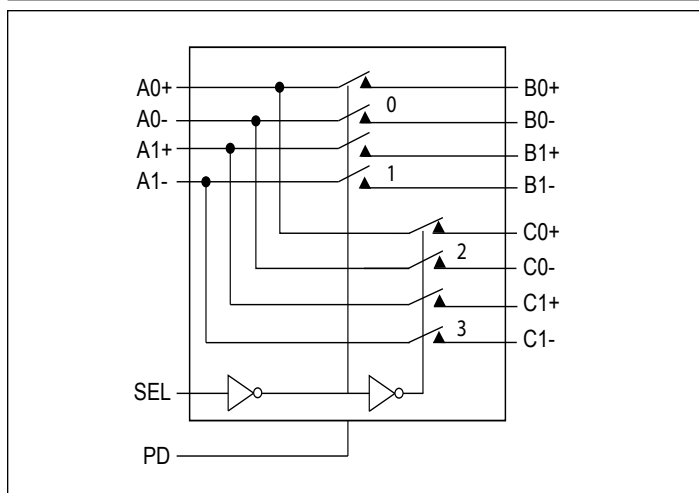 A0+
B0+
0
A0-
B0-
A1+
B1+
A1-
1
B1-
C0+
2
C0-
C1+
3
C1-
SEL
PD